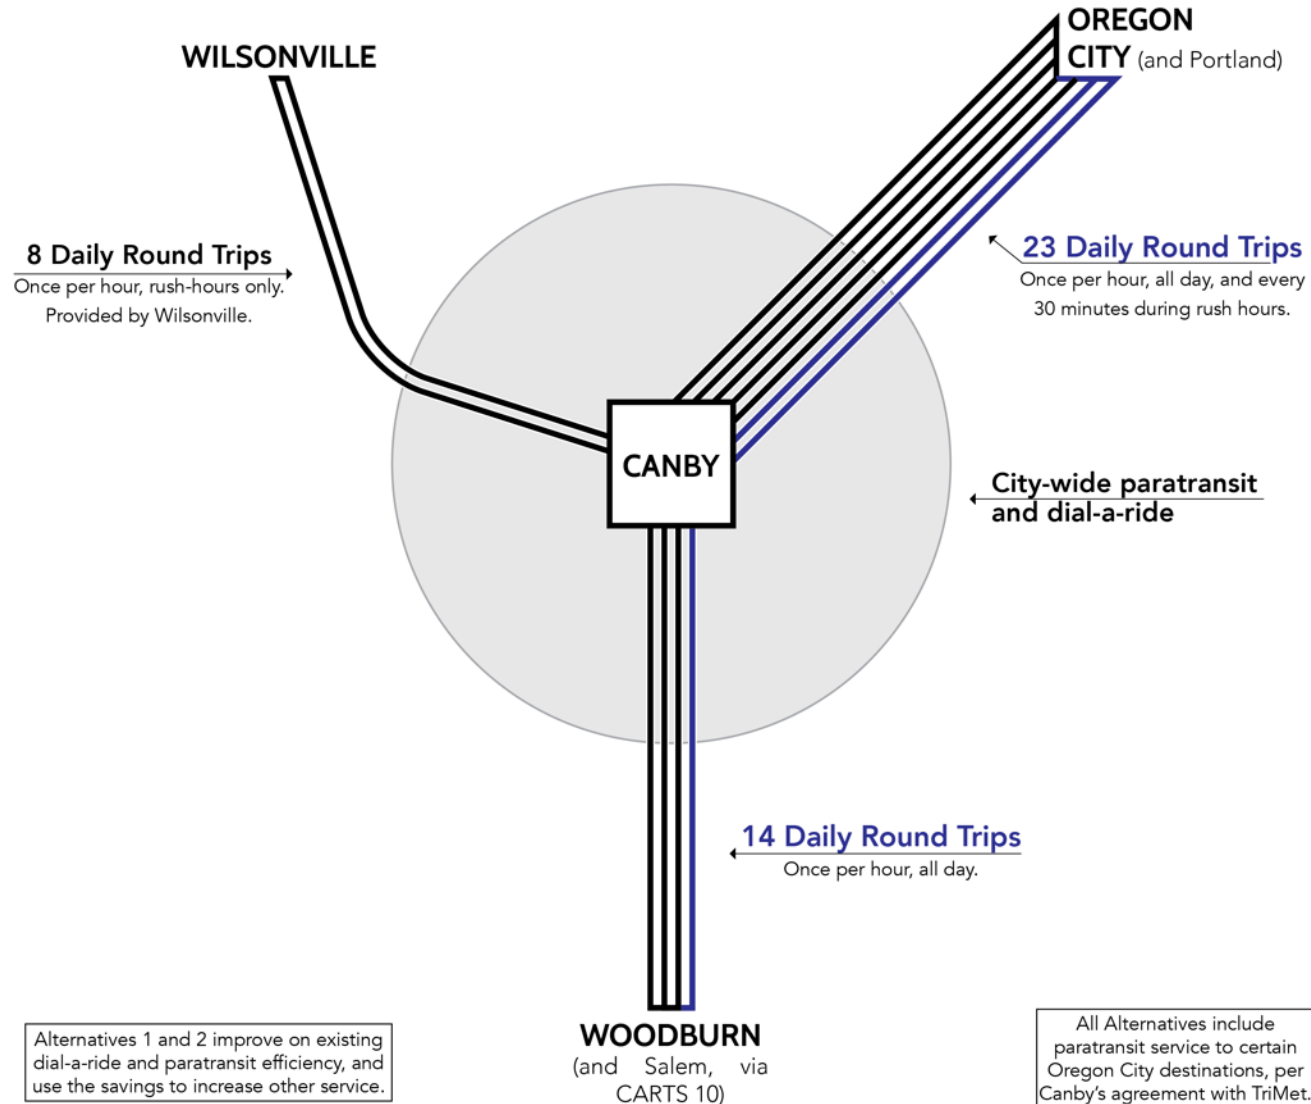 WILSONVILLE
OREGON
CITY (and Portland)
8 Daily Round Trips
Once per hour, rush-hours only.
Provided by Wilsonville.
23 Daily Round Trips
Once per hour, all day, and every
30 minutes during rush hours.
CANBY
City-wide paratransit
and dial-a-ride
14 Daily Round Trips
Once per hour, all day.
WOODBURN
(and Salem, via
CARTS 10)
Alternatives 1 and 2 improve on existing
dial-a-ride and paratransit efficiency, and
use the savings to increase other service.
All Alternatives include
paratransit service to certain
Oregon City destinations, per
Canby's agreement with TriMet.